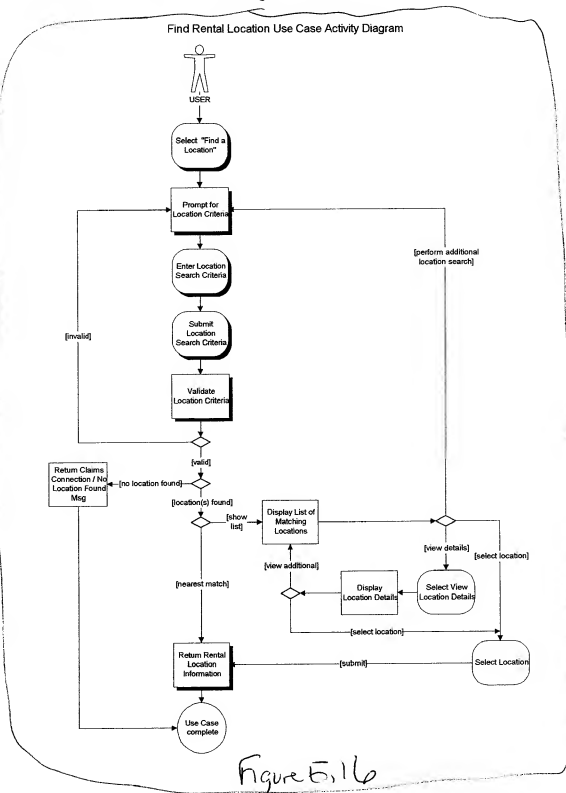 Find Rental Location Use Case Activity Diagram
USER
Select "Find a
Location"
Prompt for
Location Criteria
[perform additional
location search]
Enter Location
Search Criteria
[invalid]
Submit
Location
Search Criteria
Validate
Location Criteria
[valid]
Return Claims
Connection / No
Location Found
Msg
[no location found]
[location(s) found]
[show
list]
Display List of
Matching
Locations
[view details]
[select location]
[view additional]
[nearest match]
Display
Location Details
Select View
Location Details
[select location]
Return Rental
Location
Information
[submit]
Select Location
Use Case
complete
Figure 5.16